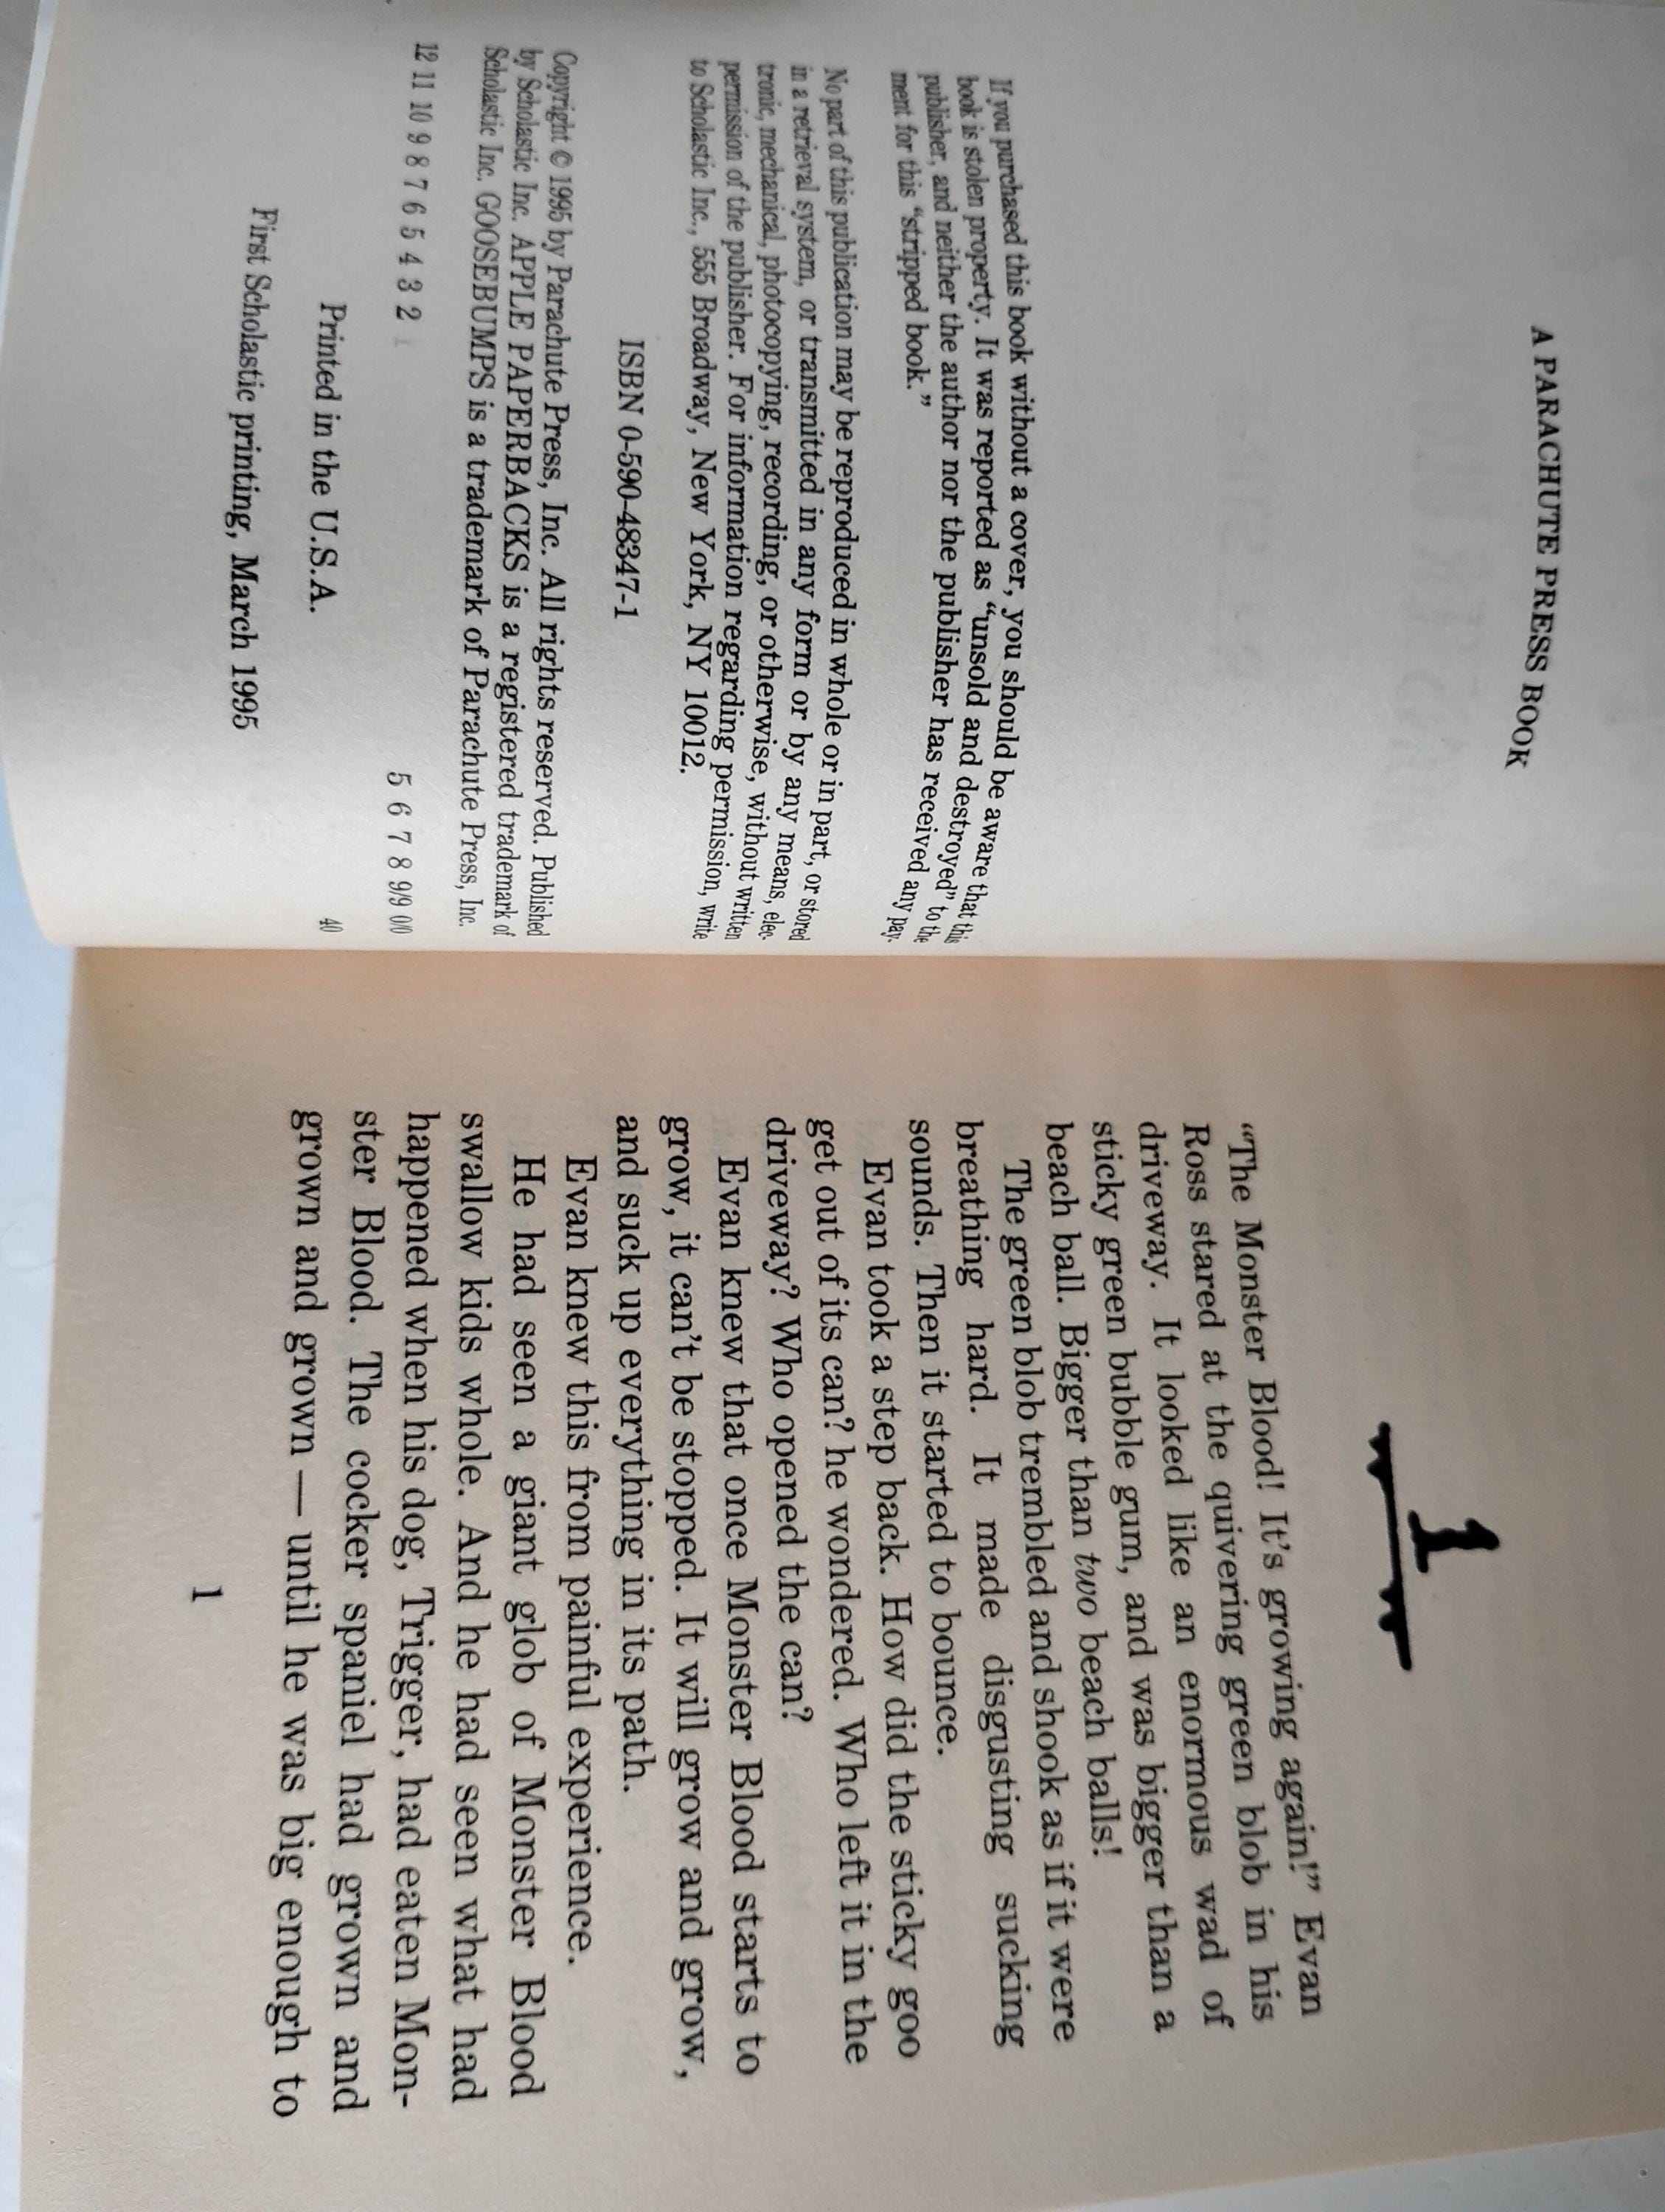 A PARACHUTE PRESS BOOK
If you purchased this book without a cover, you should be aware that this
book is stolen property. It was reported as "unsold and destroyed" to the
publisher, and neither the author nor the publisher has received any pay-
ment for this "stripped book."
No part of this publication may be reproduced in whole or in part, or stored
in a retrieval system, or transmitted in any form or by any means, elec-
tronic, mechanical, photocopying, recording, or otherwise, without written
permission of the publisher. For information regarding permission, write
to Scholastic Inc., 555 Broadway, New York, NY 10012.
ISBN 0-590-48347-1
Copyright © 1995 by Parachute Press, Inc. All rights reserved. Published
by Scholastic Inc. APPLE PAPERBACKS is a registered trademark of
Scholastic Inc. GOOSEBUMPS is a trademark of Parachute Press, Inc.
12 11 10 9 8 7 6 5 4 3 2 1 5 6 7 8 9/9 0/0
Printed in the U.S.A. 40
First Scholastic printing, March 1995
1
"The Monster Blood! It's growing again!" Evan
Ross stared at the quivering green blob in his
driveway. It looked like an enormous wad of
sticky green bubble gum, and was bigger than a
beach ball. Bigger than two beach balls!
The green blob trembled and shook as if it were
breathing hard. It made disgusting sucking
sounds. Then it started to bounce.
Evan took a step back. How did the sticky goo
get out of its can? he wondered. Who left it in the
driveway? Who opened the can?
Evan knew that once Monster Blood starts to
grow, it can't be stopped. It will grow and grow,
and suck up everything in its path.
Evan knew this from painful experience.
He had seen a giant glob of Monster Blood
swallow kids whole. And he had seen what had
happened when his dog, Trigger, had eaten Mon-
ster Blood. The cocker spaniel had grown and
grown and grown — until he was big enough to
1